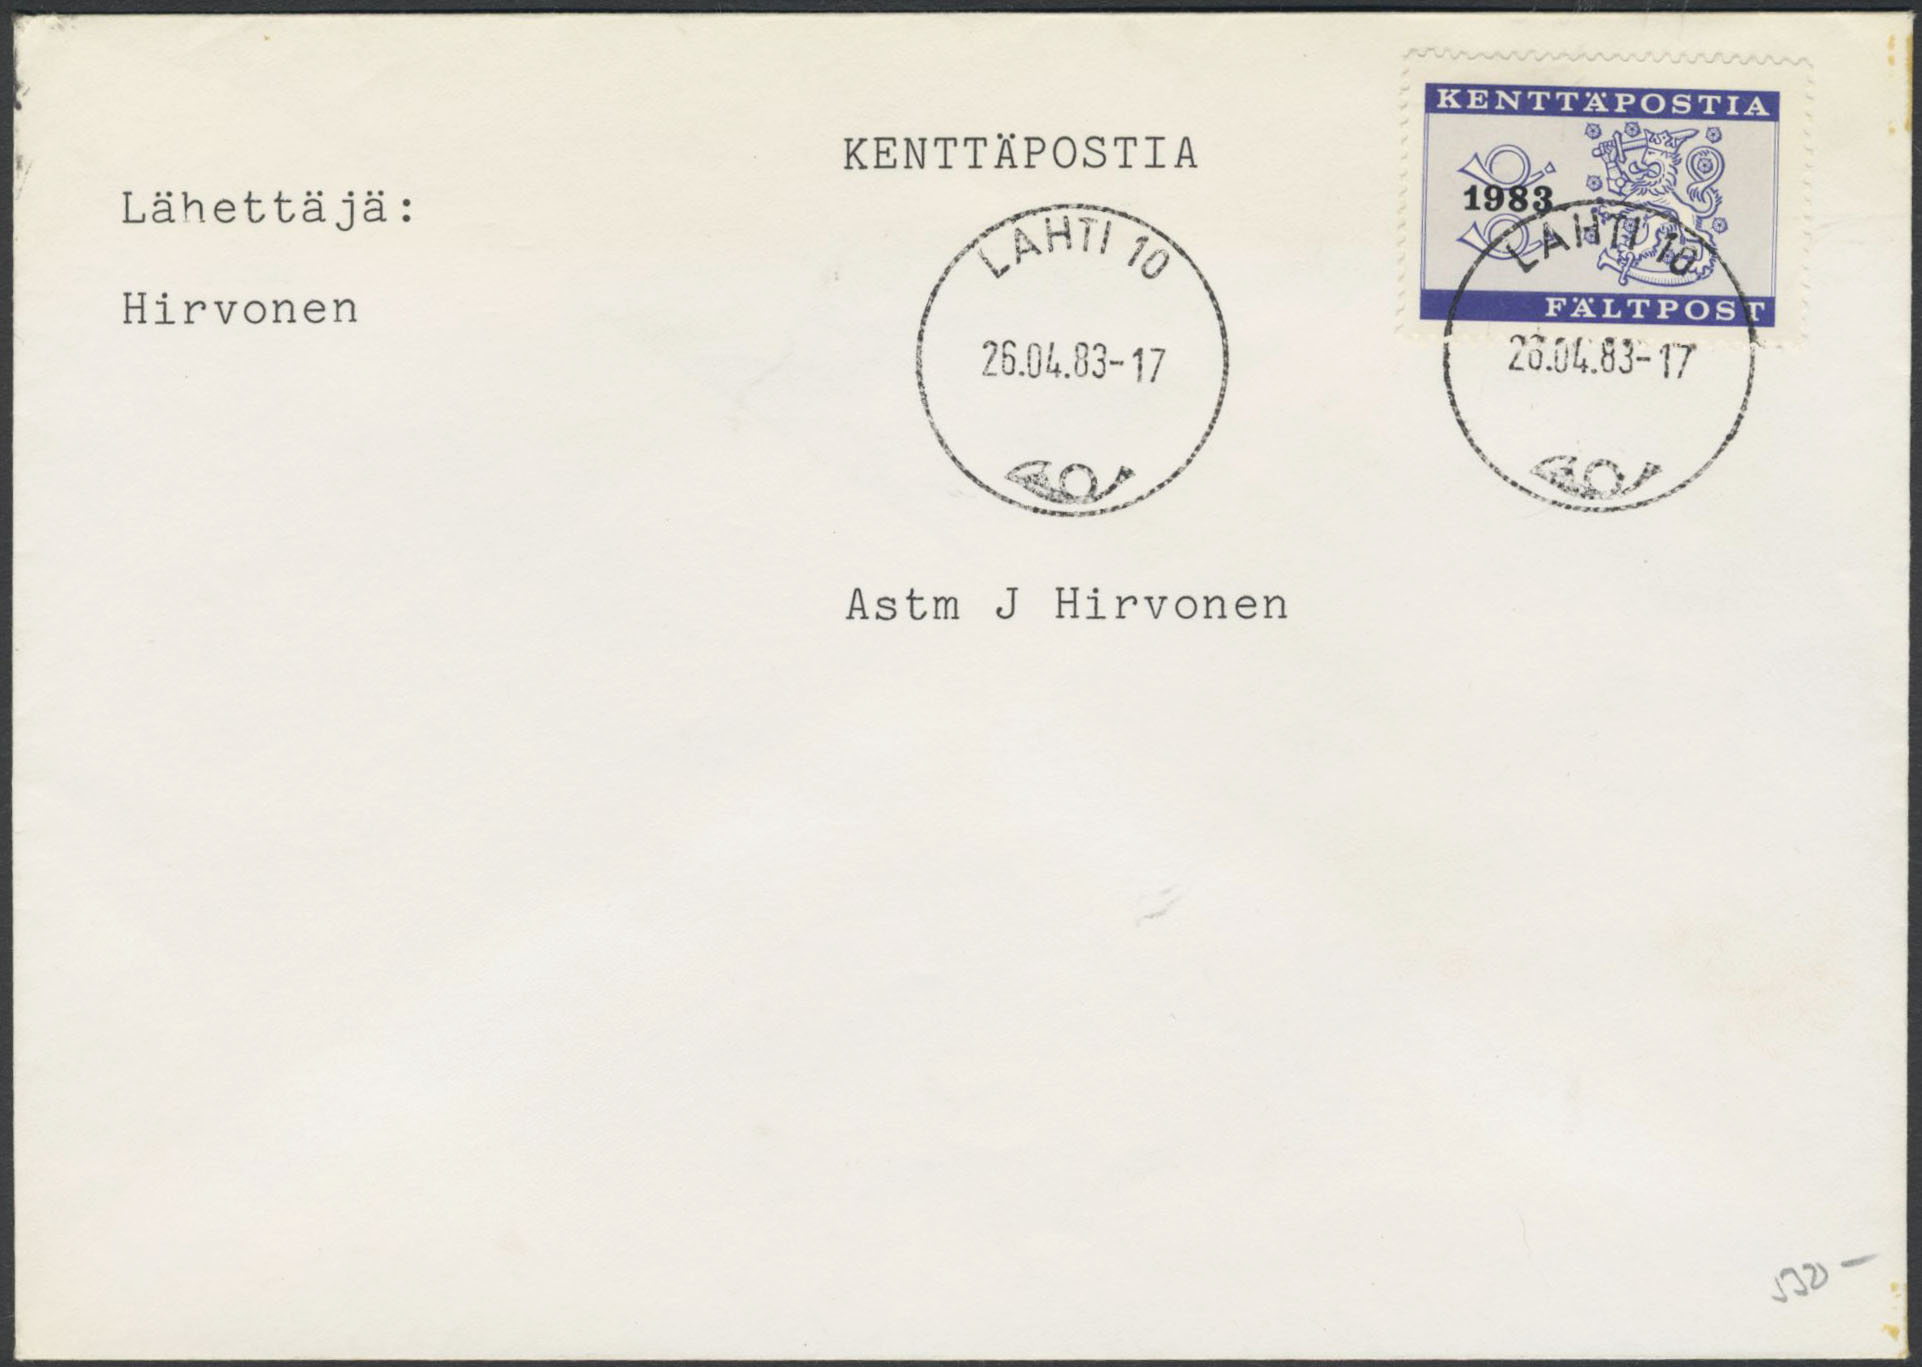 KENTTÄPOSTIA
1983
FÄLTPOST
KENTTÄPOSTIA
Lähettäjä:
Hirvonen
LAHTI 10
26.04.83-17
LAHTI 10
26.04.83-17
Astm J Hirvonen